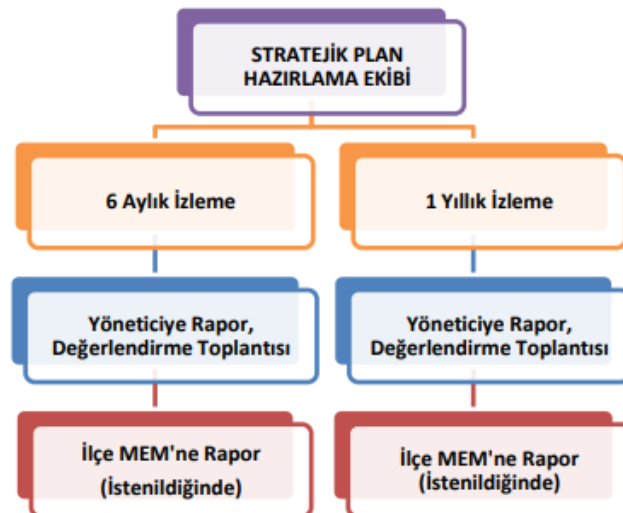 STRATEJİK PLAN
HAZIRLAMA EKİBİ
6 Aylık İzleme
1 Yıllık İzleme
Yöneticiye Rapor,
Değerlendirme Toplantısı
Yöneticiye Rapor,
Değerlendirme Toplantısı
İlçe MEM'ne Rapor
(İstenildiğinde)
İlçe MEM'ne Rapor
(İstenildiğinde)